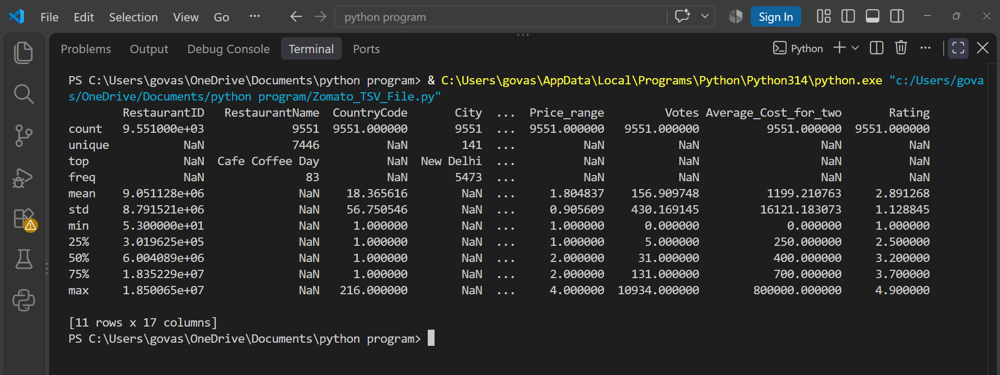 File Edit Selection View Go ··· python program Sign In
Problems Output Debug Console Terminal Ports Python
PS C:\Users\govas\OneDrive\Documents\python program> & C:\Users\govas\AppData\Local\Programs\Python\Python314\python.exe "c:/Users/gova
s/OneDrive/Documents/python program/Zomato_TSV_File.py"
RestaurantID RestaurantName CountryCode City ... Price_range Votes Average_Cost_for_two Rating
count 9.551000e+03 9551 9551.000000 9551 ... 9551.000000 9551.000000 9551.000000 9551.000000
unique NaN 7446 NaN 141 ... NaN NaN NaN NaN
top NaN Cafe Coffee Day NaN New Delhi ... NaN NaN NaN NaN
freq NaN 83 NaN 5473 ... NaN NaN NaN NaN
mean 9.051128e+06 NaN 18.365616 NaN ... 1.804837 156.909748 1199.210763 2.891268
std 8.791521e+06 NaN 56.750546 NaN ... 0.905609 430.169145 16121.183073 1.128845
min 5.300000e+01 NaN 1.000000 NaN ... 1.000000 0.000000 0.000000 1.000000
25% 3.019625e+05 NaN 1.000000 NaN ... 1.000000 5.000000 250.000000 2.500000
50% 6.004089e+06 NaN 1.000000 NaN ... 2.000000 31.000000 400.000000 3.200000
75% 1.835229e+07 NaN 1.000000 NaN ... 2.000000 131.000000 700.000000 3.700000
max 1.850065e+07 NaN 216.000000 NaN ... 4.000000 10934.000000 800000.000000 4.900000
[11 rows x 17 columns]
PS C:\Users\govas\OneDrive\Documents\python program>